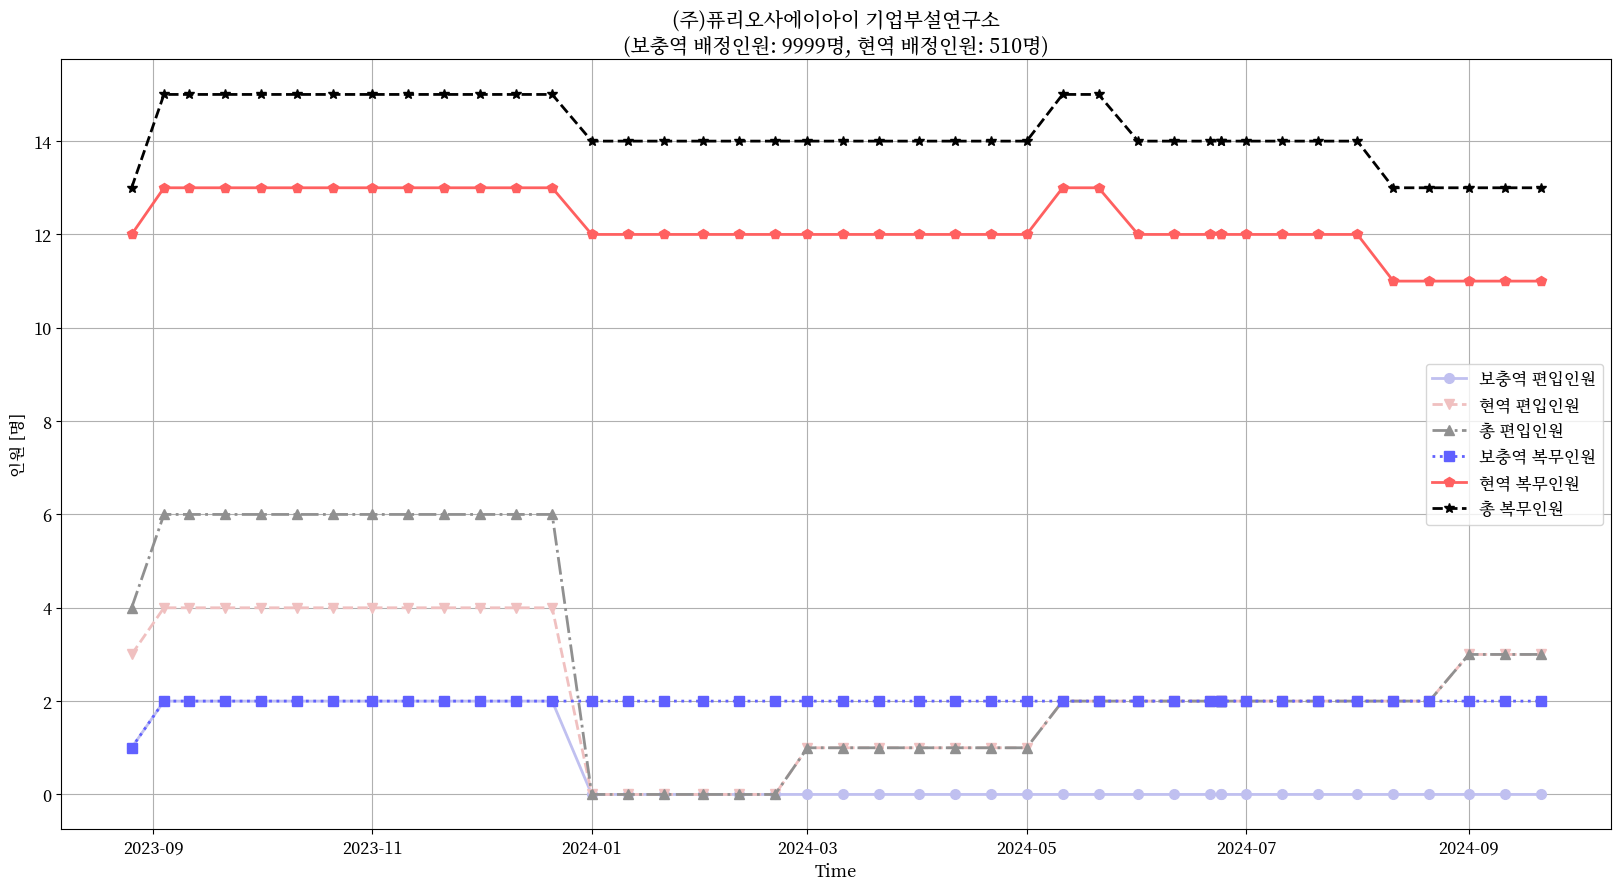 (주)퓨리오사에이아이 기업부설연구소
(보충역 배정인원: 9999명, 현역 배정인원: 510명)
인원 [명]
14
12
10
8
6
4
2
0
보충역 편입인원
현역 편입인원
총 편입인원
보충역 복무인원
현역 복무인원
총 복무인원
2023-09
2023-11
2024-01
2024-03
2024-05
2024-07
2024-09
Time